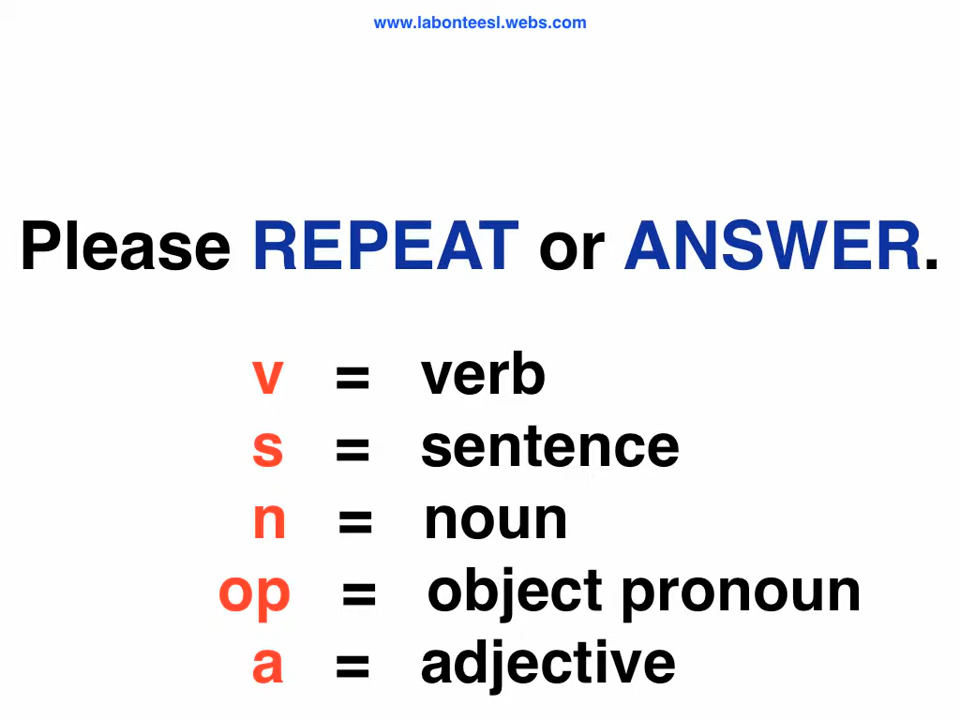 www.labonteesl.webs.com
Please REPEAT or ANSWER.
v = verb
s = sentence
n = noun
op = object pronoun
a = adjective